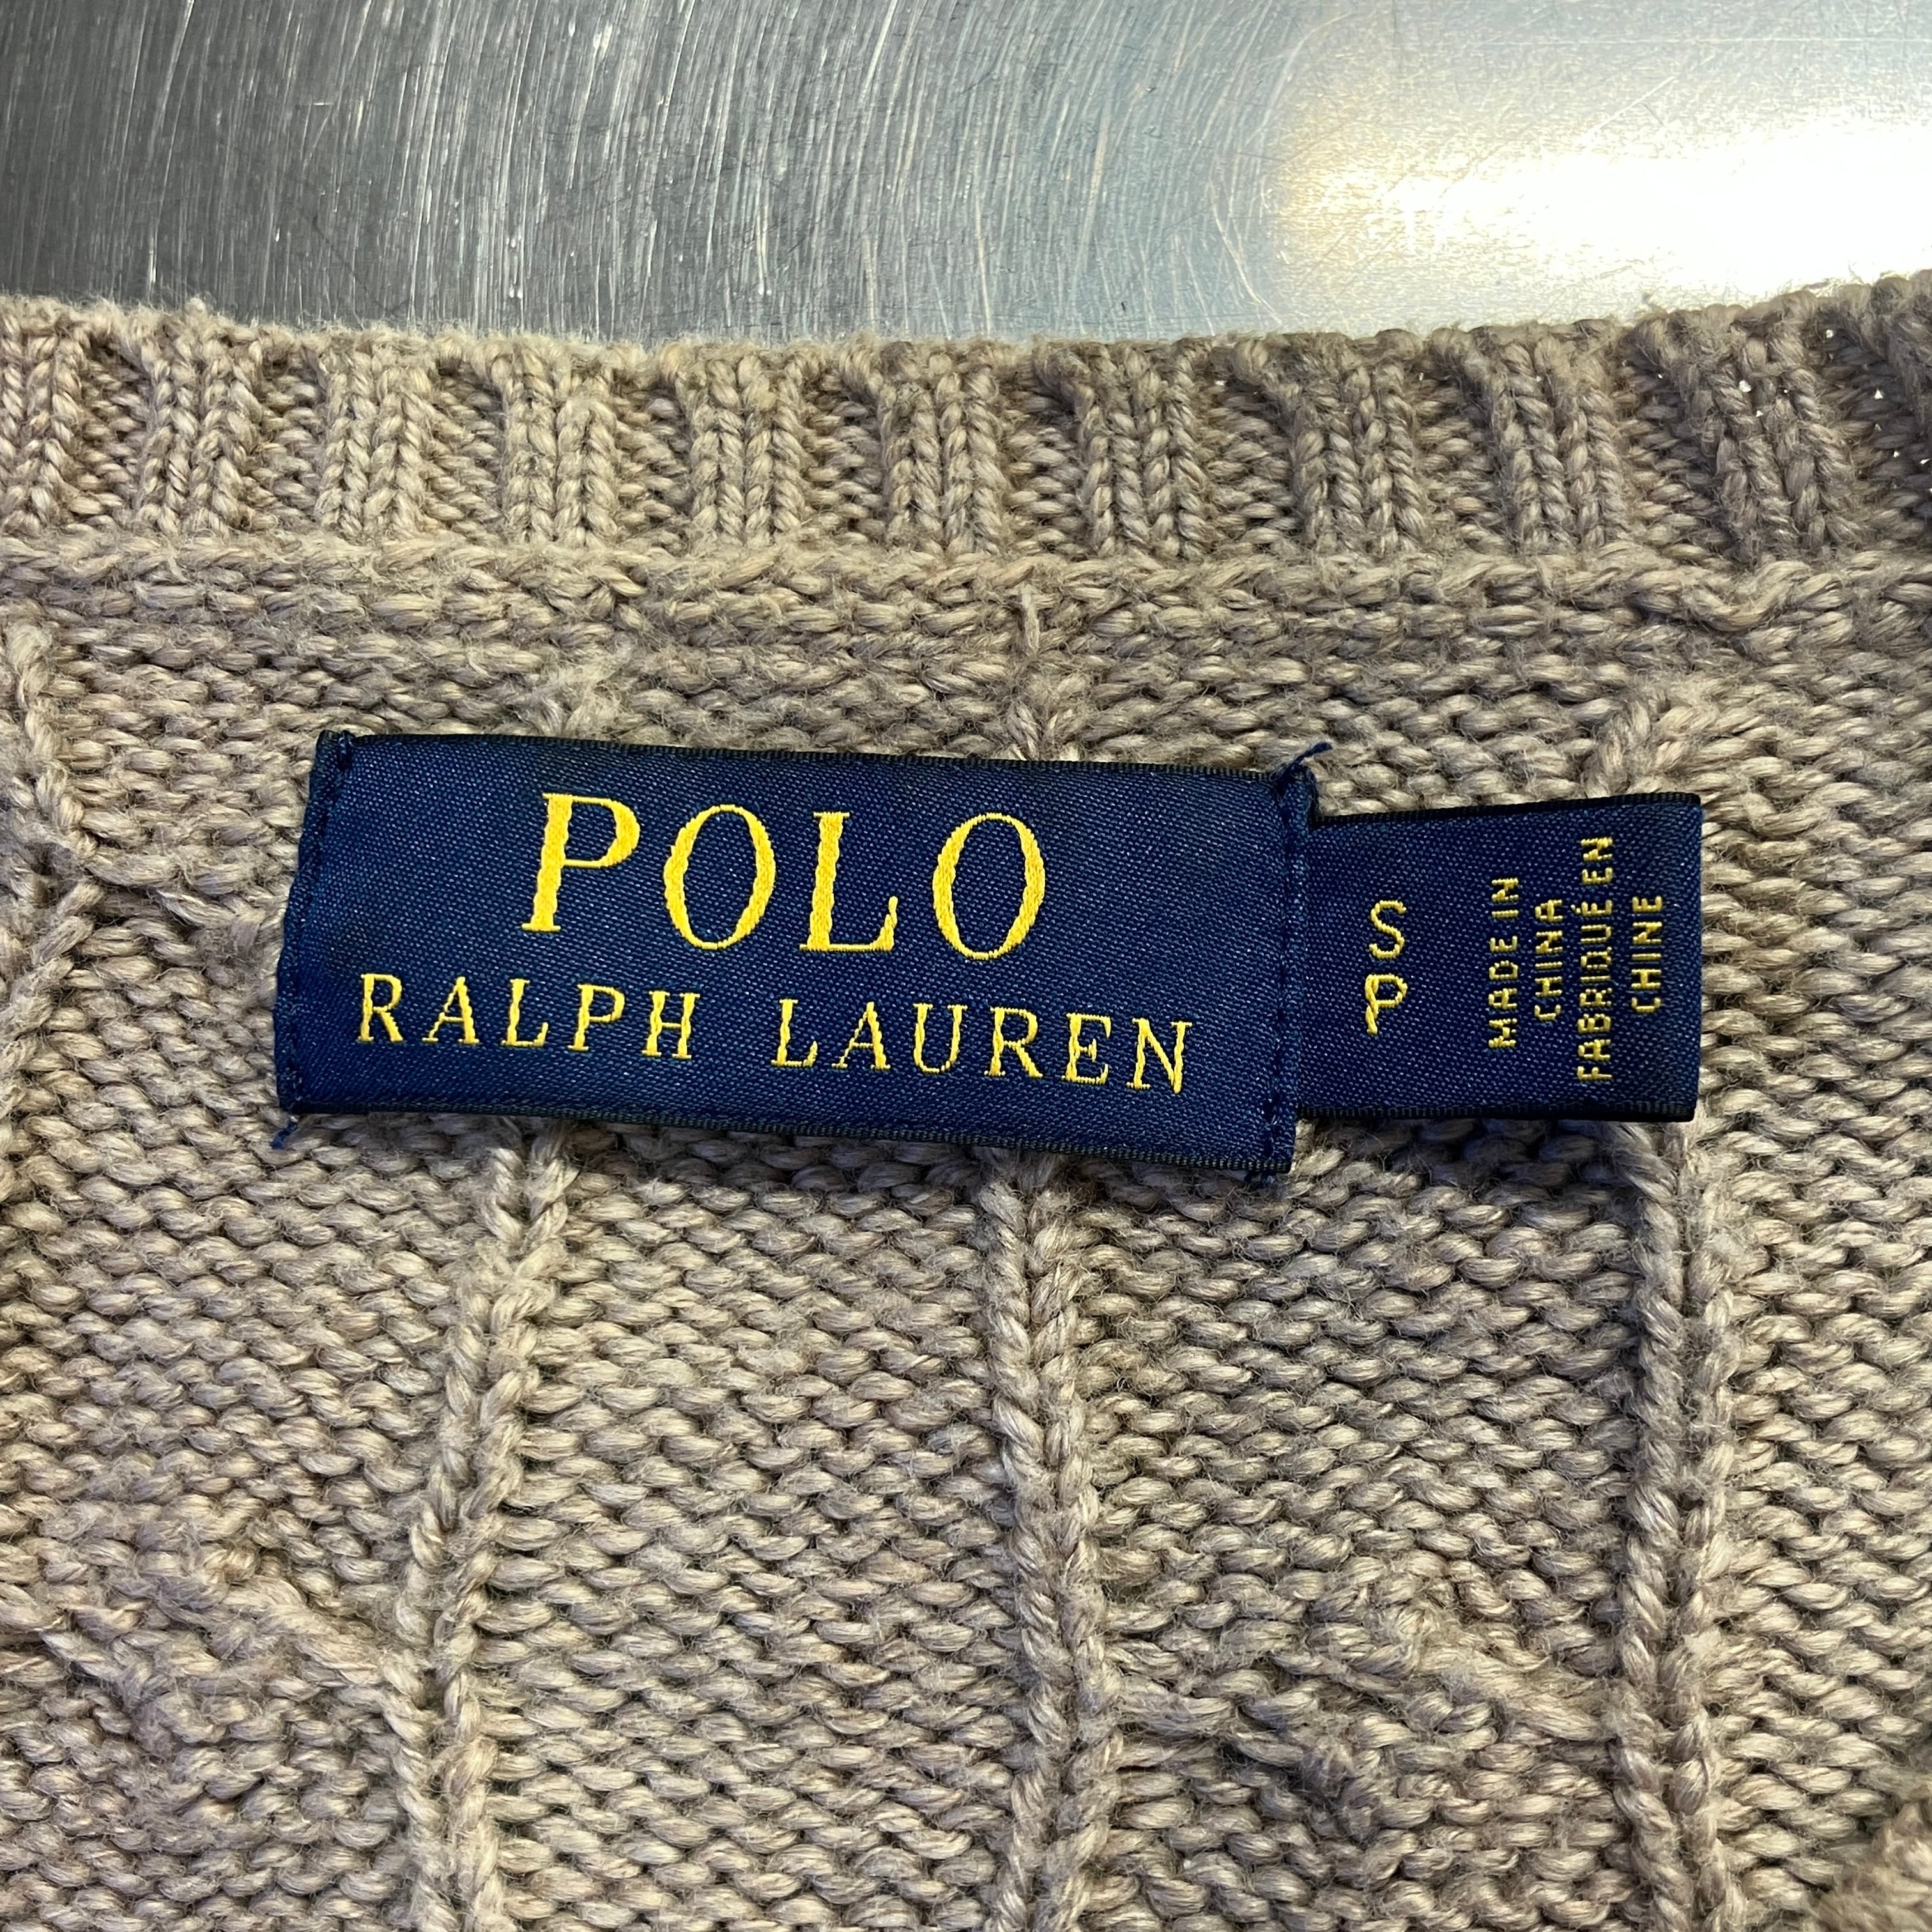 POLO
RALPH LAUREN
S
P
MADE IN
CHINA
FABRIQUÉ EN
CHINE